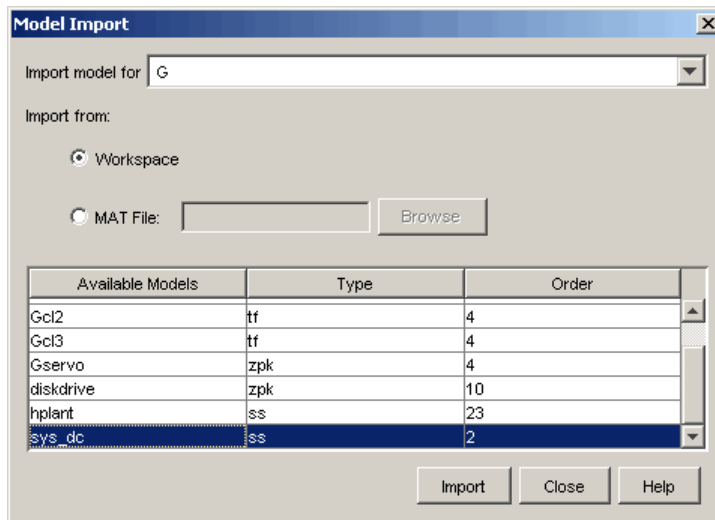 Model Import
Import model for G
Import from:
Workspace
MAT File: Browse
Available Models Type Order
Gcl2 tf 4
Gcl3 tf 4
Gservo zpk 4
diskdrive zpk 10
hplant ss 23
sys_dc ss 2
Import Close Help